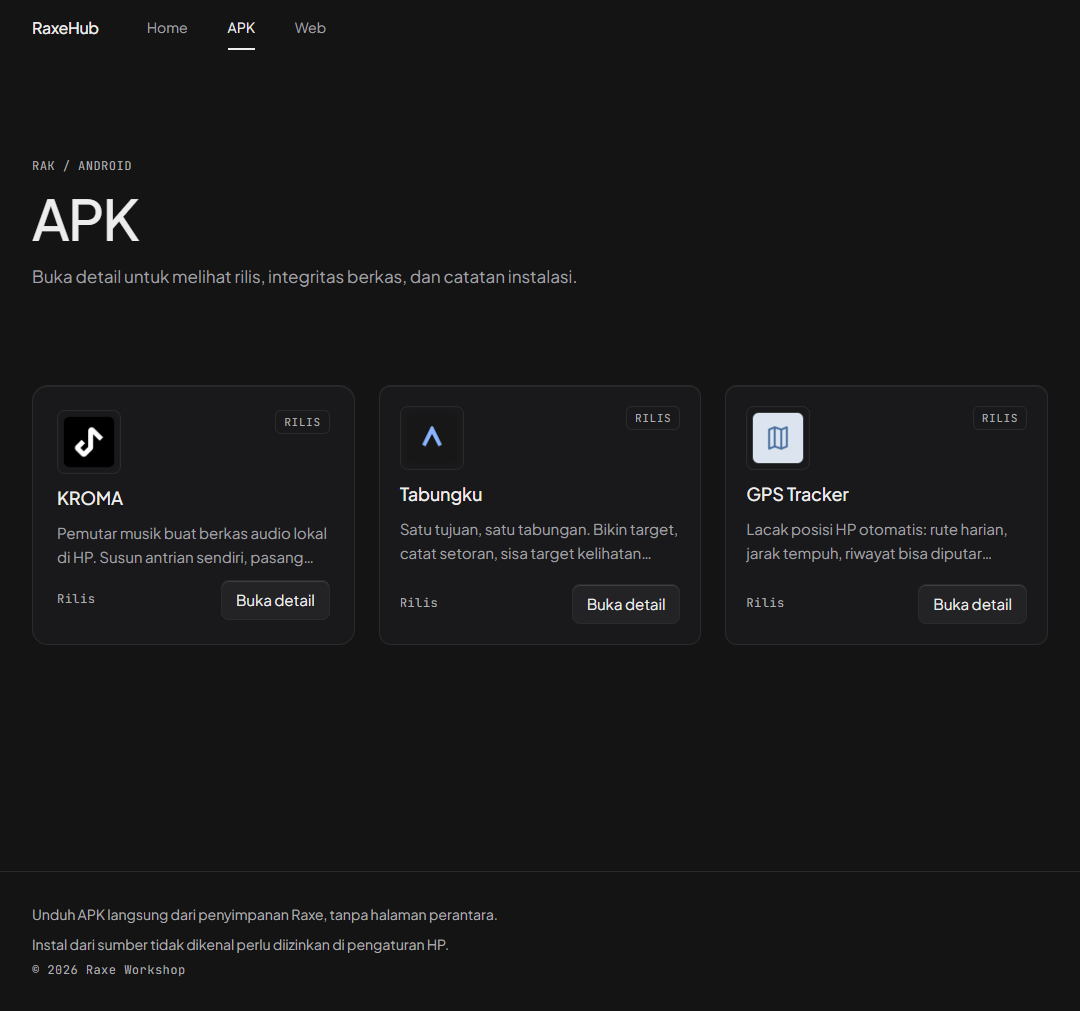 RaxeHub Home APK Web
RAK / ANDROID
APK
Buka detail untuk melihat rilis, integritas berkas, dan catatan instalasi.
RILIS
KROMA
Pemutar musik buat berkas audio lokal
di HP. Susun antrian sendiri, pasang…
Rilis
Buka detail
RILIS
Tabungku
Satu tujuan, satu tabungan. Bikin target,
catat setoran, sisa target kelihatan…
Rilis
Buka detail
RILIS
GPS Tracker
Lacak posisi HP otomatis: rute harian,
jarak tempuh, riwayat bisa diputar…
Rilis
Buka detail
Unduh APK langsung dari penyimpanan Raxe, tanpa halaman perantara.
Instal dari sumber tidak dikenal perlu diizinkan di pengaturan HP.
© 2026 Raxe Workshop